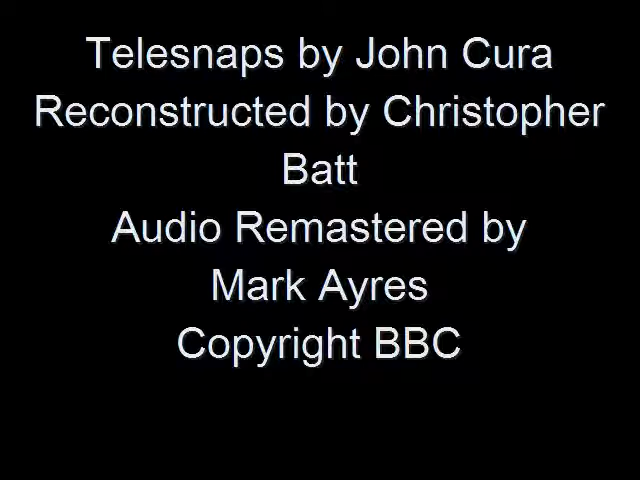 Telesnaps by John Cura
Reconstructed by Christopher
Batt
Audio Remastered by
Mark Ayres
Copyright BBC